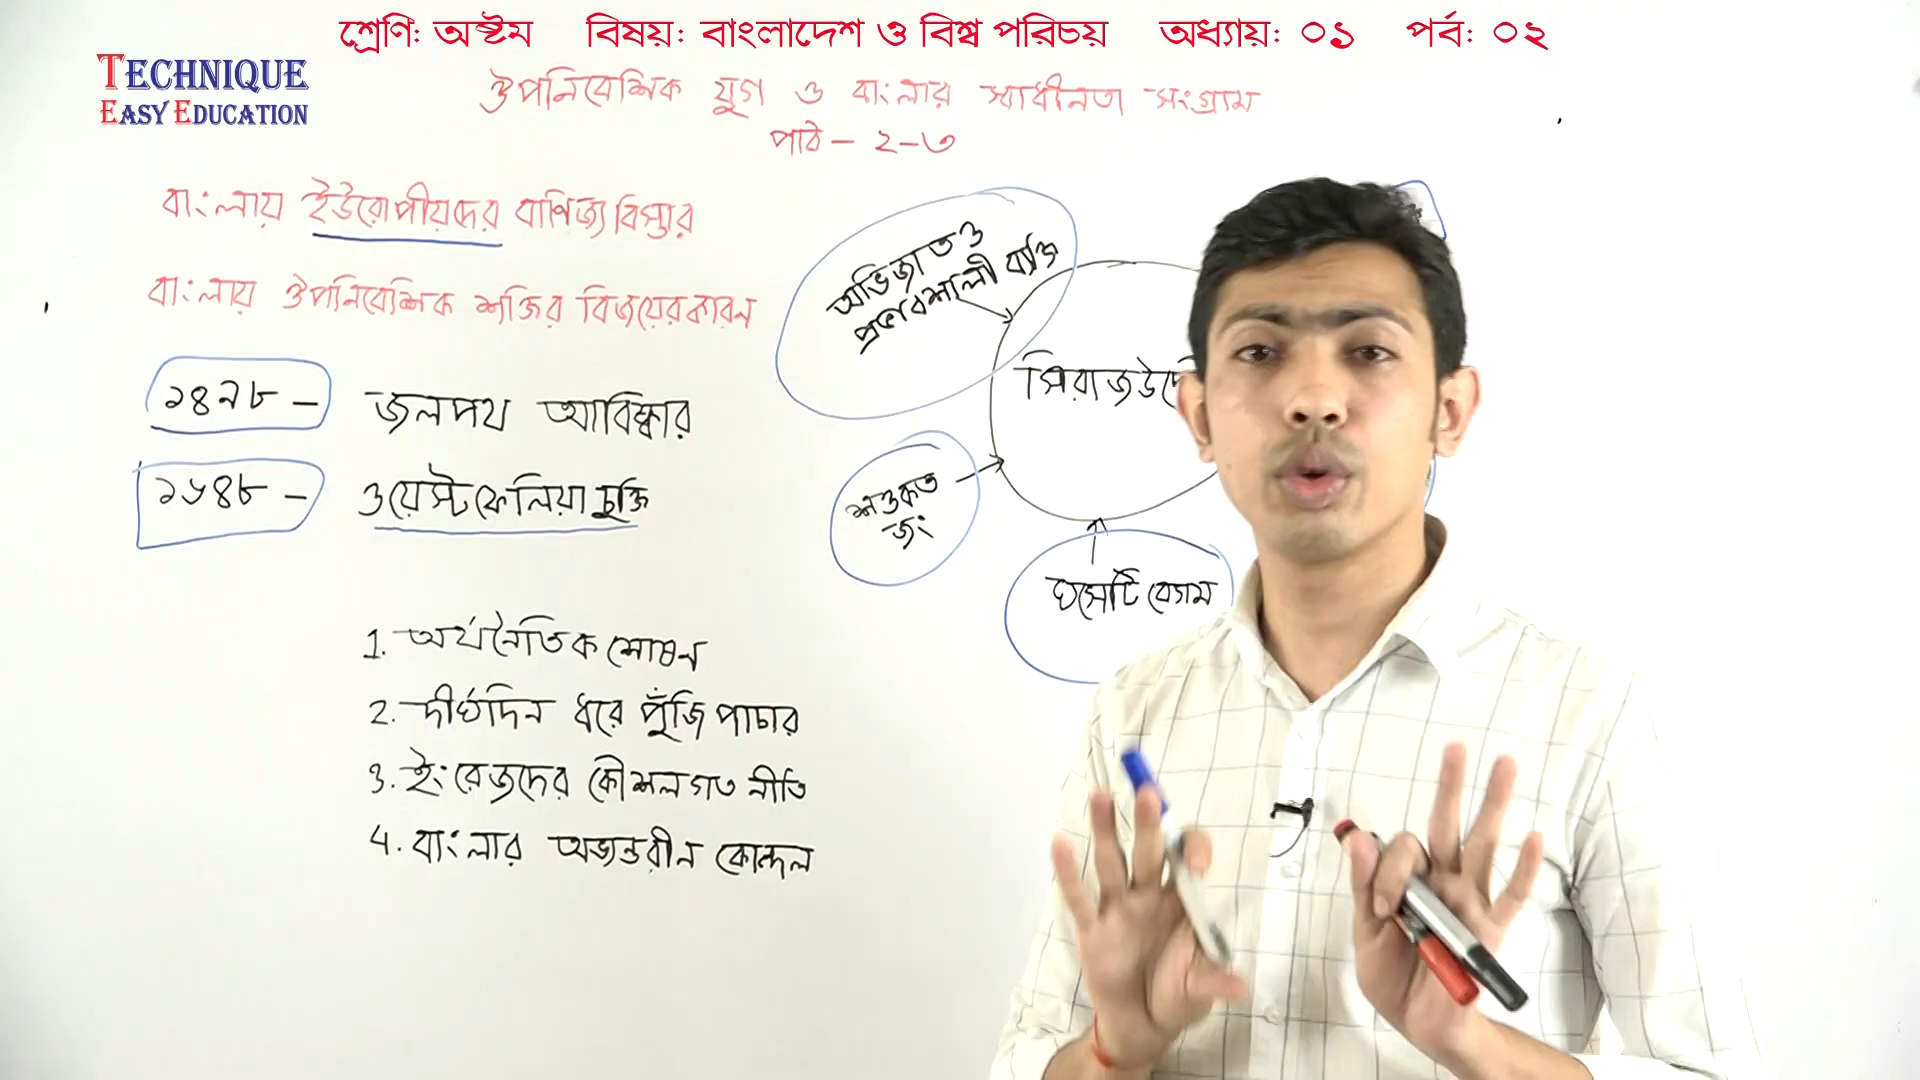 শ্রেণি: অষ্টম বিষয়: বাংলাদেশ ও বিশ্ব পরিচয় অধ্যায়: ০১ পর্ব: ০২
TECHNIQUE
EASY EDUCATION
ঔপনিবেশিক যুগ ও বাংলার স্বাধীনতা সংগ্রাম
পাঠ – ২-৩
বাংলায় ইউরোপীয়দের বাণিজ্য বিস্তার
বাংলায় ঔপনিবেশিক শক্তির বিজয়ের কারন
১৪৯৮ – জলপথ আবিষ্কার
১৬৪৮ – ওয়েস্টফেলিয়া চুক্তি
1. অর্থনৈতিক শোষন
2. দীর্ঘদিন ধরে পুঁজি পাচার
3. ইংরেজদের কৌশলগত নীতি
4. বাংলার অভ্যন্তরীন কোন্দল
অভিজাত ও
প্রভাবশালী ব্যক্তি
সিরাজউদ্দৌ
শওকত
জং
ঘসেটি বেগম